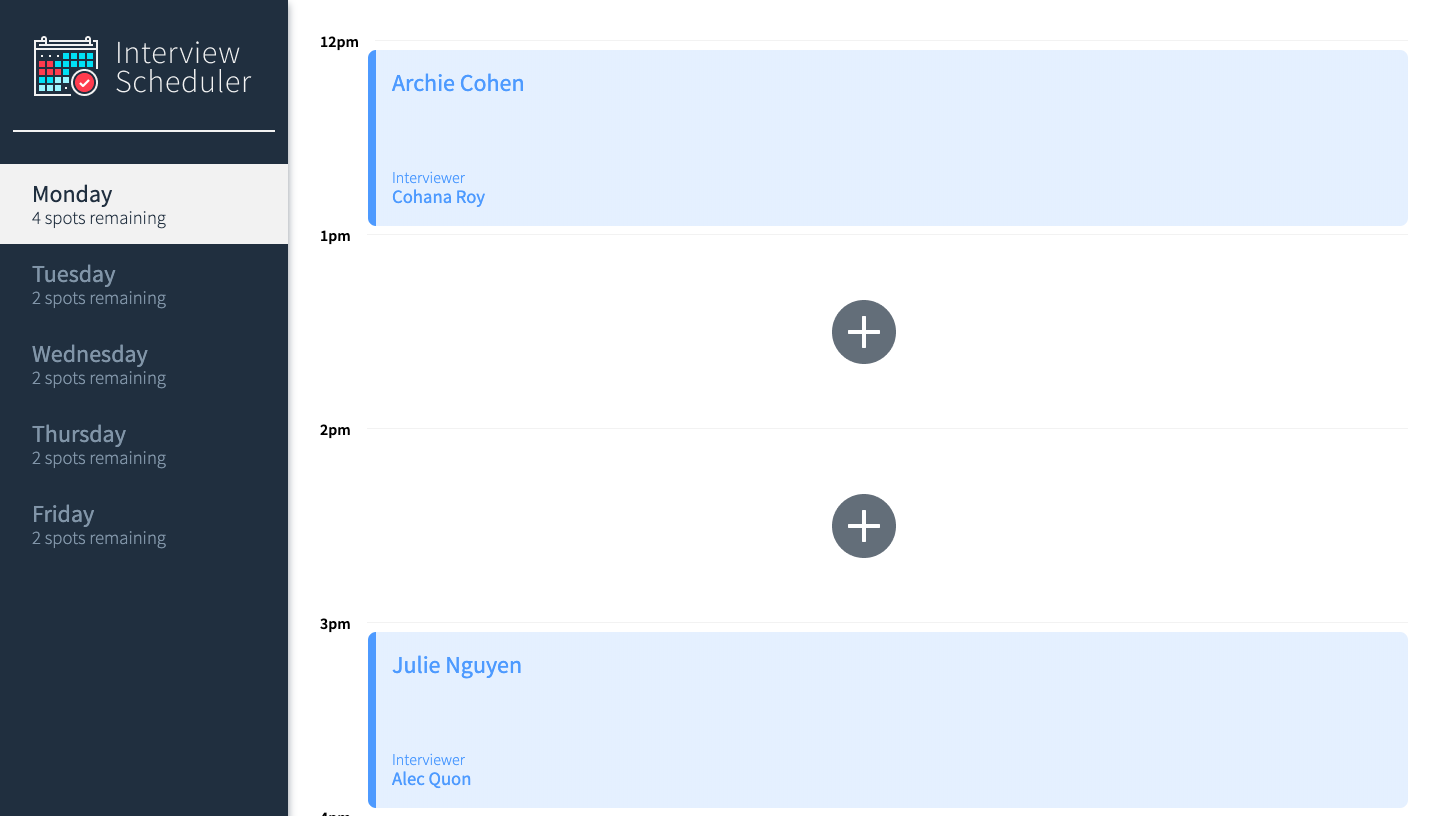 Interview
Scheduler
Monday
4 spots remaining
Tuesday
2 spots remaining
Wednesday
2 spots remaining
Thursday
2 spots remaining
Friday
2 spots remaining
12pm
Archie Cohen
Interviewer
Cohana Roy
1pm
2pm
3pm
Julie Nguyen
Interviewer
Alec Quon